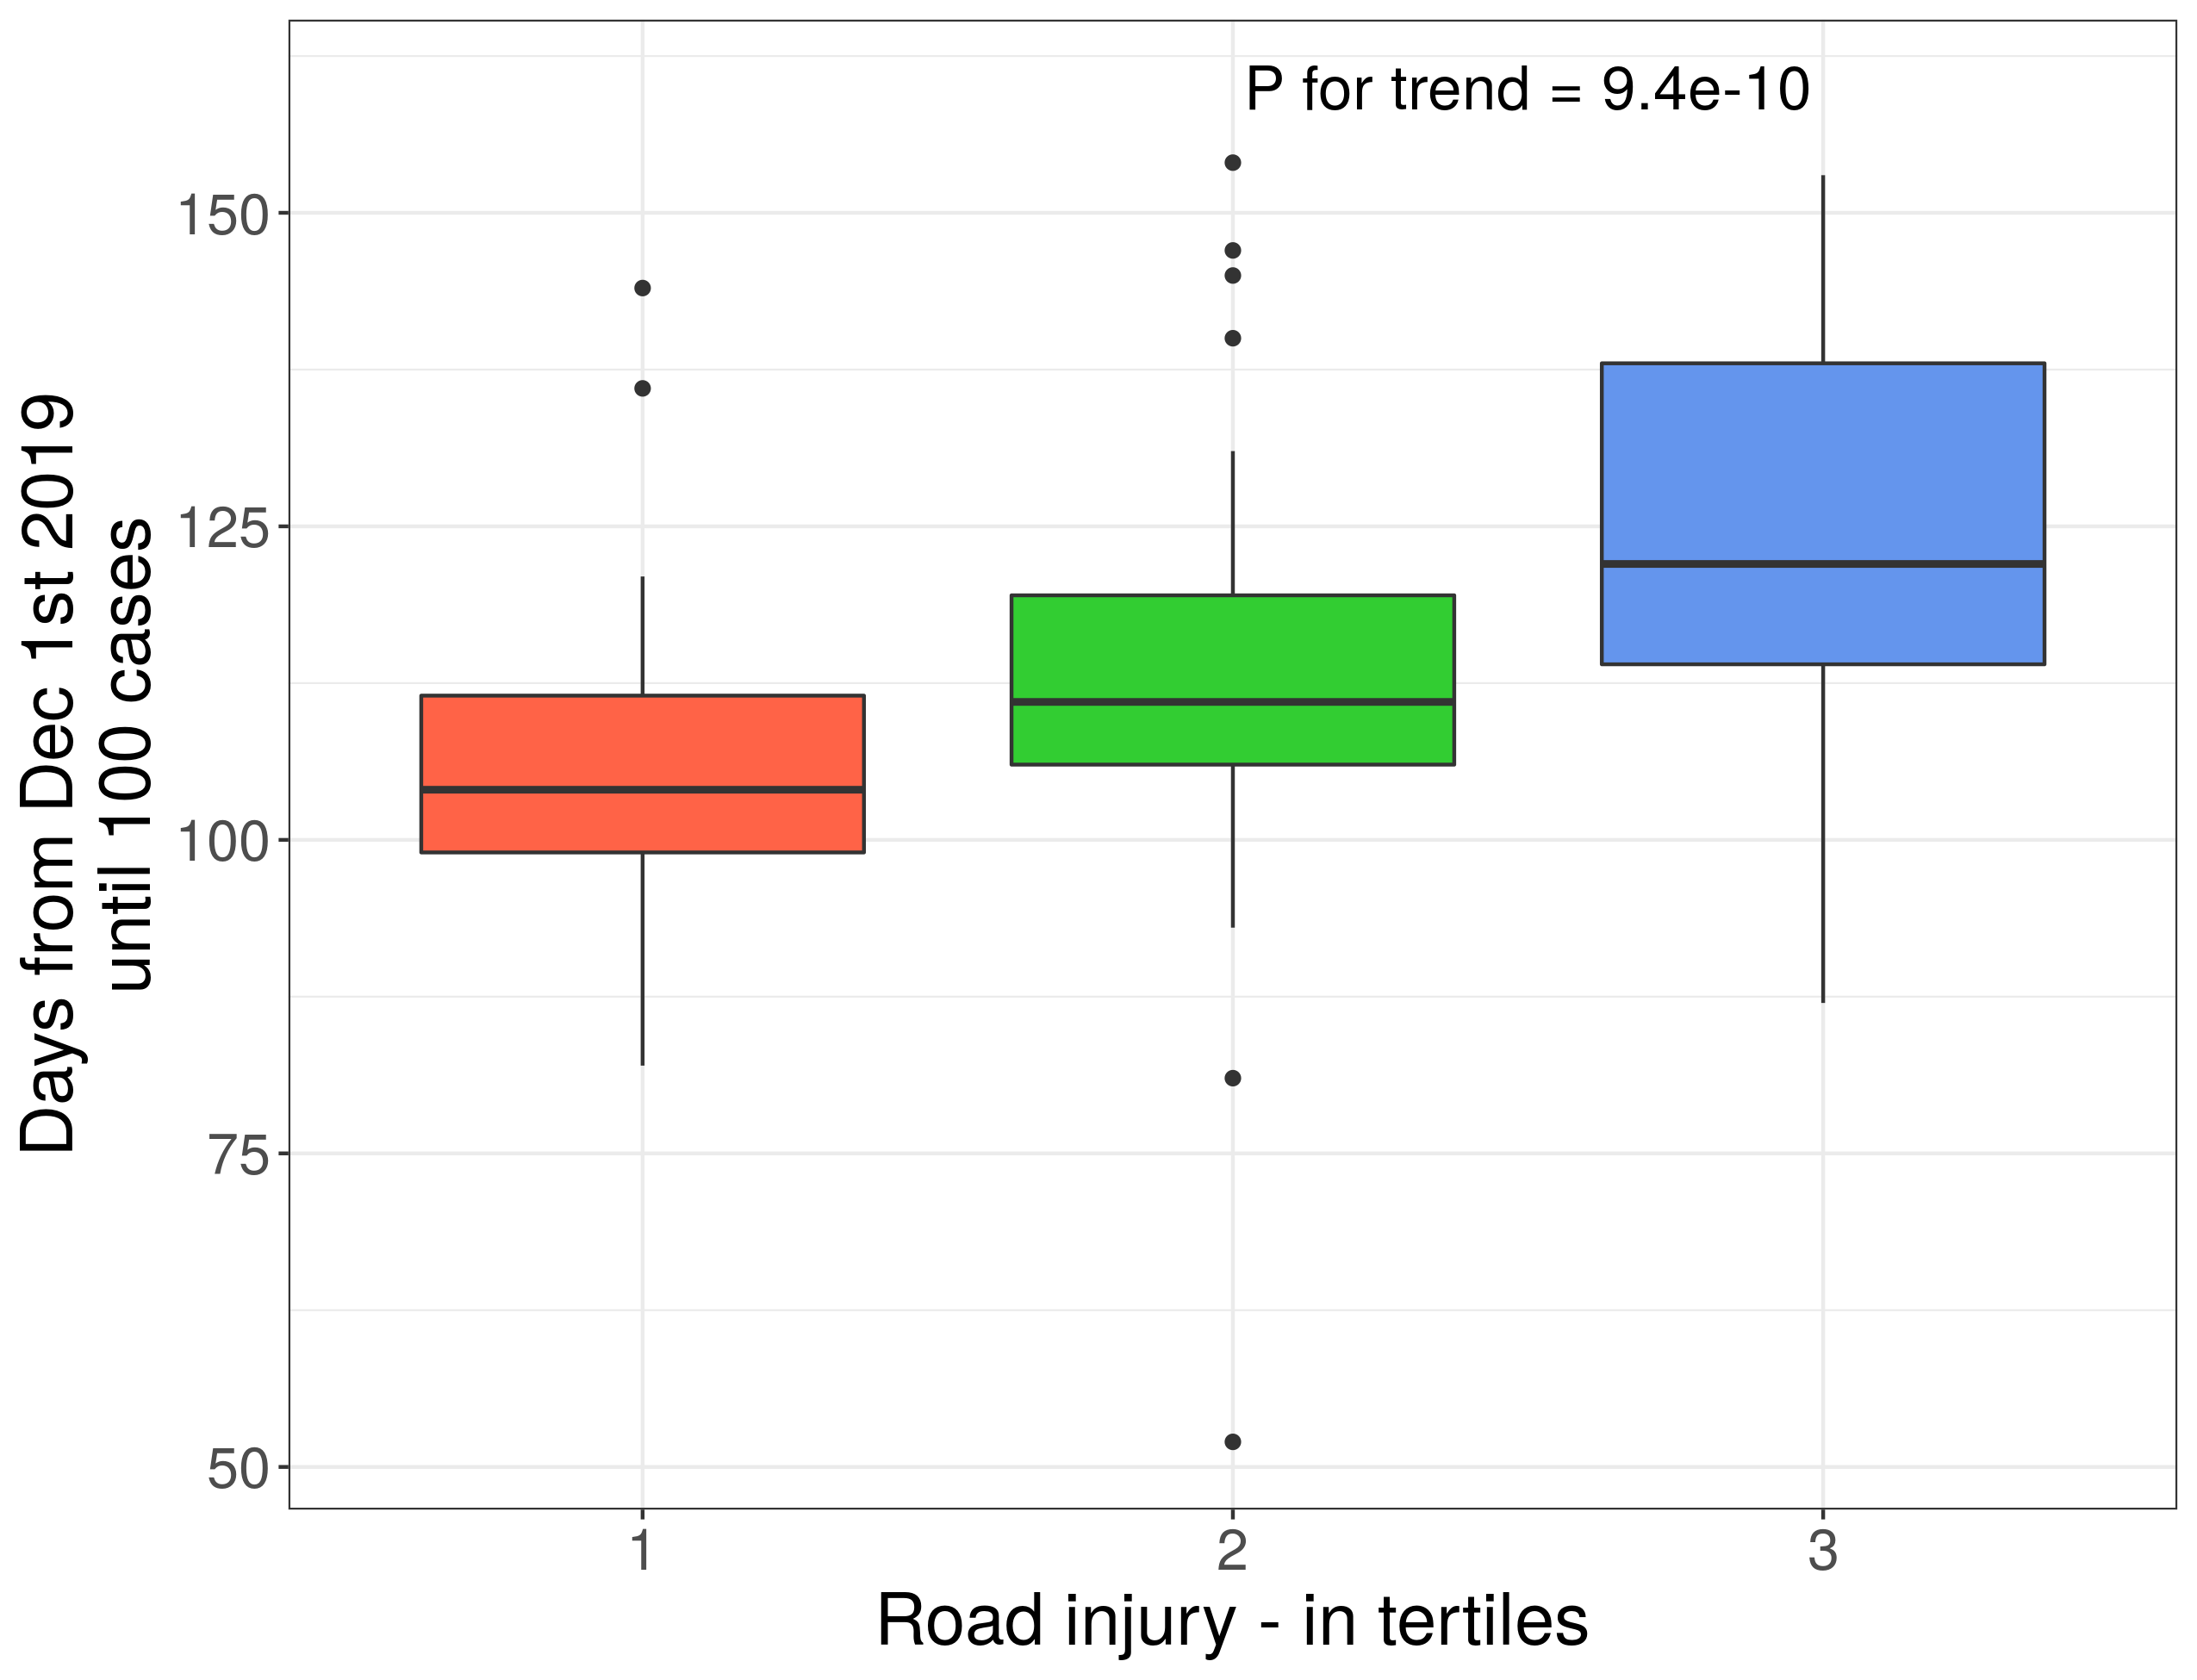 P for trend = 9.4e-10
Days from Dec 1st 2019
until 100 cases
150
125
100
75
50
1
2
3
Road injury - in tertiles